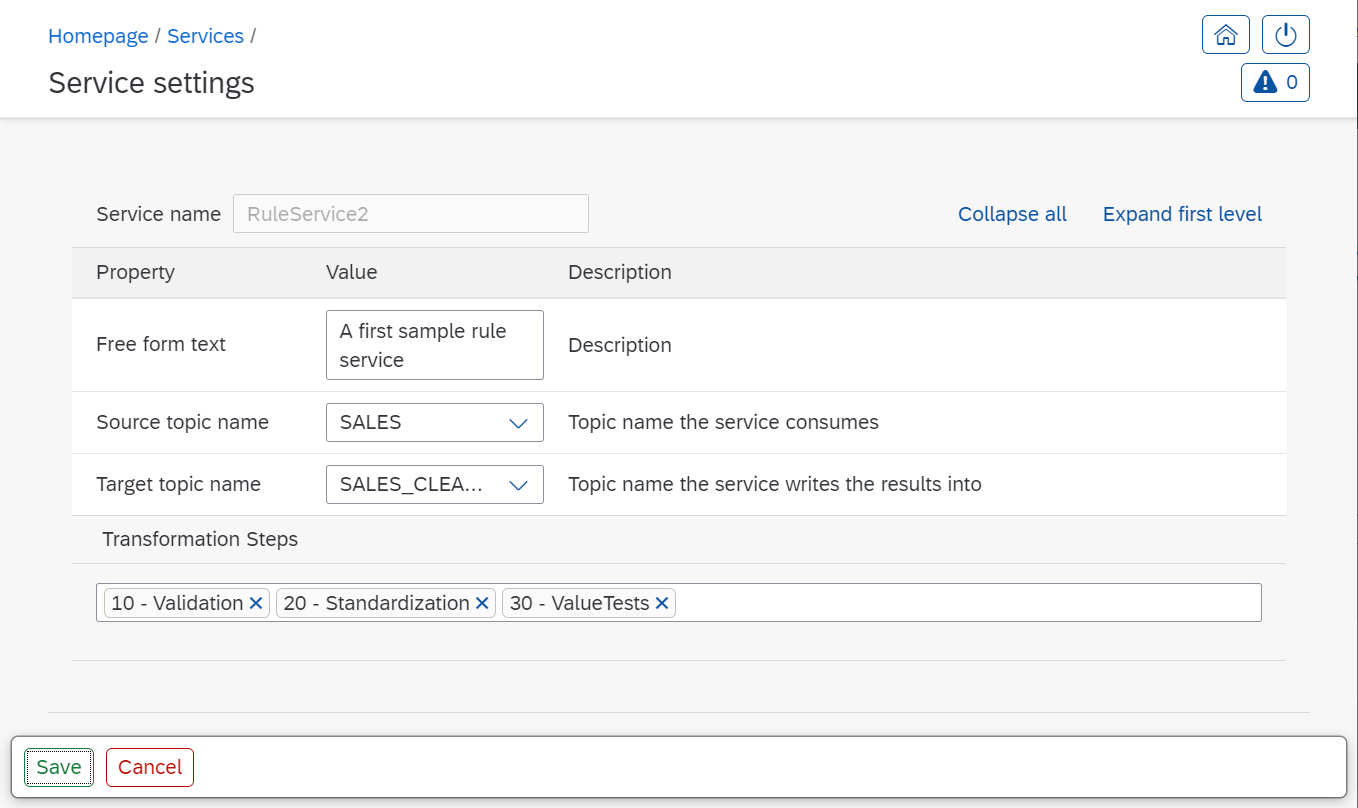 Homepage / Services /
Service settings
0
Service name RuleService2 Collapse all Expand first level
Property Value Description
Free form text A first sample rule
service Description
Source topic name SALES Topic name the service consumes
Target topic name SALES_CLEA... Topic name the service writes the results into
Transformation Steps
10 - Validation 20 - Standardization 30 - ValueTests
Save Cancel